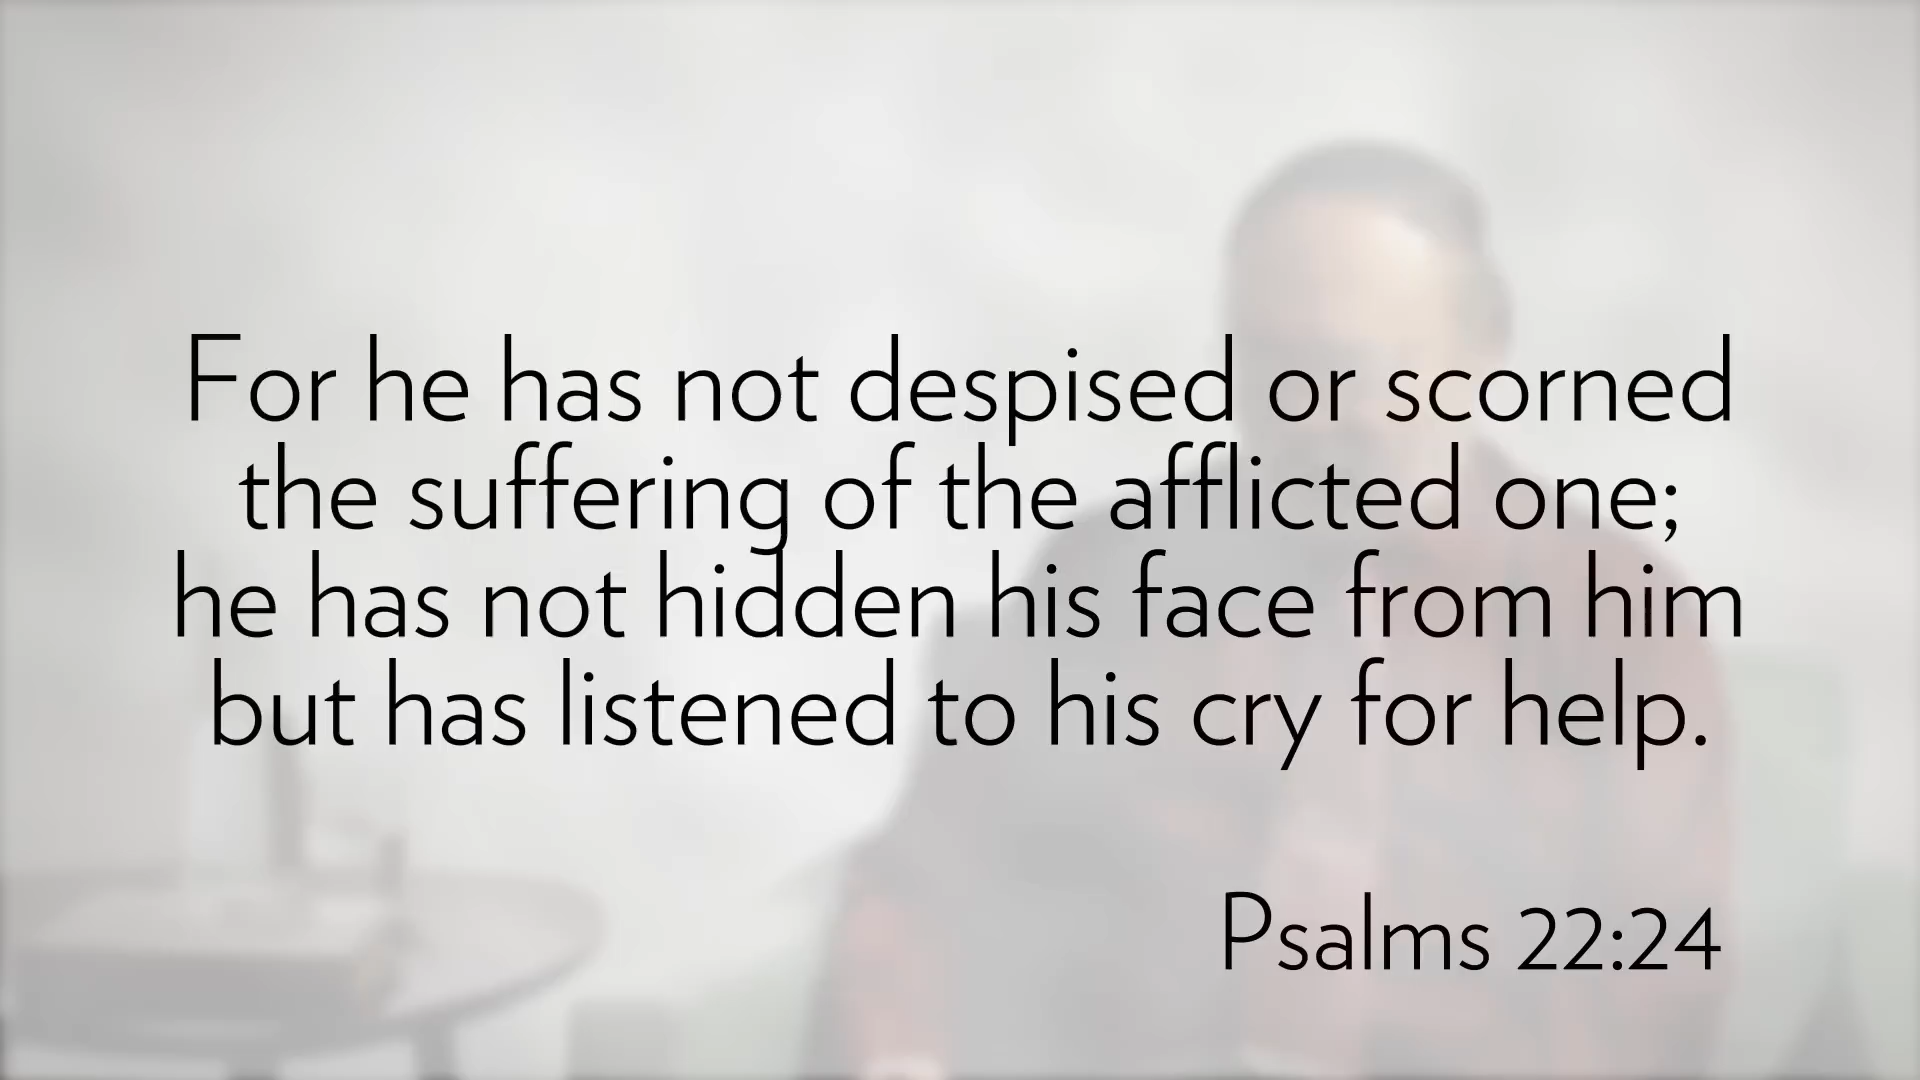 For he has not despised or scorned
the suffering of the afflicted one;
he has not hidden his face from him
but has listened to his cry for help.
Psalms 22:24